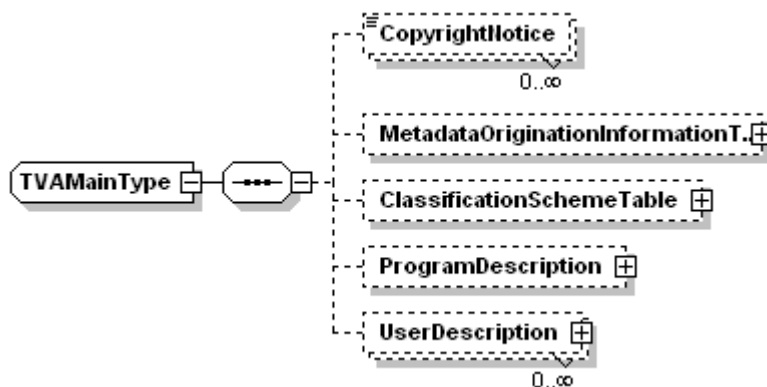 CopyrightNotice
0..∞
MetadataOriginationInformationT..
TVAMainType
ClassificationSchemeTable
ProgramDescription
UserDescription
0..∞